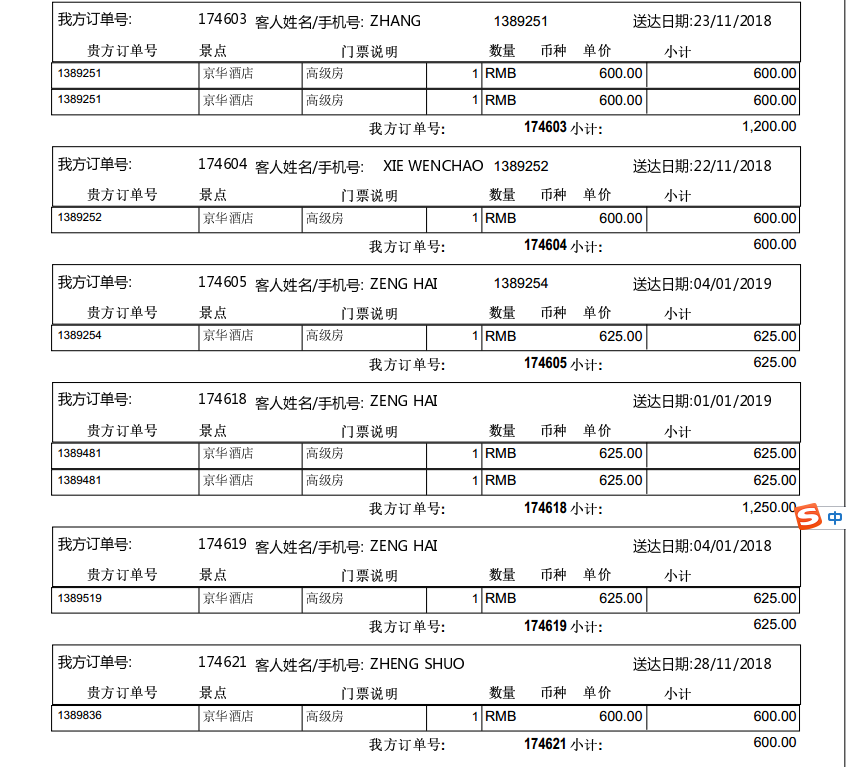 我方订单号: 174603 客人姓名/手机号: ZHANG 1389251 送达日期:23/11/2018
贵方订单号 景点 门票说明 数量 币种 单价 小计
1389251 京华酒店 高级房 1 RMB 600.00 600.00
1389251 京华酒店 高级房 1 RMB 600.00 600.00
我方订单号: 174603 小计: 1,200.00
我方订单号: 174604 客人姓名/手机号: XIE WENCHAO 1389252 送达日期:22/11/2018
贵方订单号 景点 门票说明 数量 币种 单价 小计
1389252 京华酒店 高级房 1 RMB 600.00 600.00
我方订单号: 174604 小计: 600.00
我方订单号: 174605 客人姓名/手机号: ZENG HAI 1389254 送达日期:04/01/2019
贵方订单号 景点 门票说明 数量 币种 单价 小计
1389254 京华酒店 高级房 1 RMB 625.00 625.00
我方订单号: 174605 小计: 625.00
我方订单号: 174618 客人姓名/手机号: ZENG HAI 送达日期:01/01/2019
贵方订单号 景点 门票说明 数量 币种 单价 小计
1389481 京华酒店 高级房 1 RMB 625.00 625.00
1389481 京华酒店 高级房 1 RMB 625.00 625.00
我方订单号: 174618 小计: 1,250.00
S 中
我方订单号: 174619 客人姓名/手机号: ZENG HAI 送达日期:04/01/2019
贵方订单号 景点 门票说明 数量 币种 单价 小计
1389519 京华酒店 高级房 1 RMB 625.00 625.00
我方订单号: 174619 小计: 625.00
我方订单号: 174621 客人姓名/手机号: ZHENG SHUO 送达日期:28/11/2018
贵方订单号 景点 门票说明 数量 币种 单价 小计
1389836 京华酒店 高级房 1 RMB 600.00 600.00
我方订单号: 174621 小计: 600.00